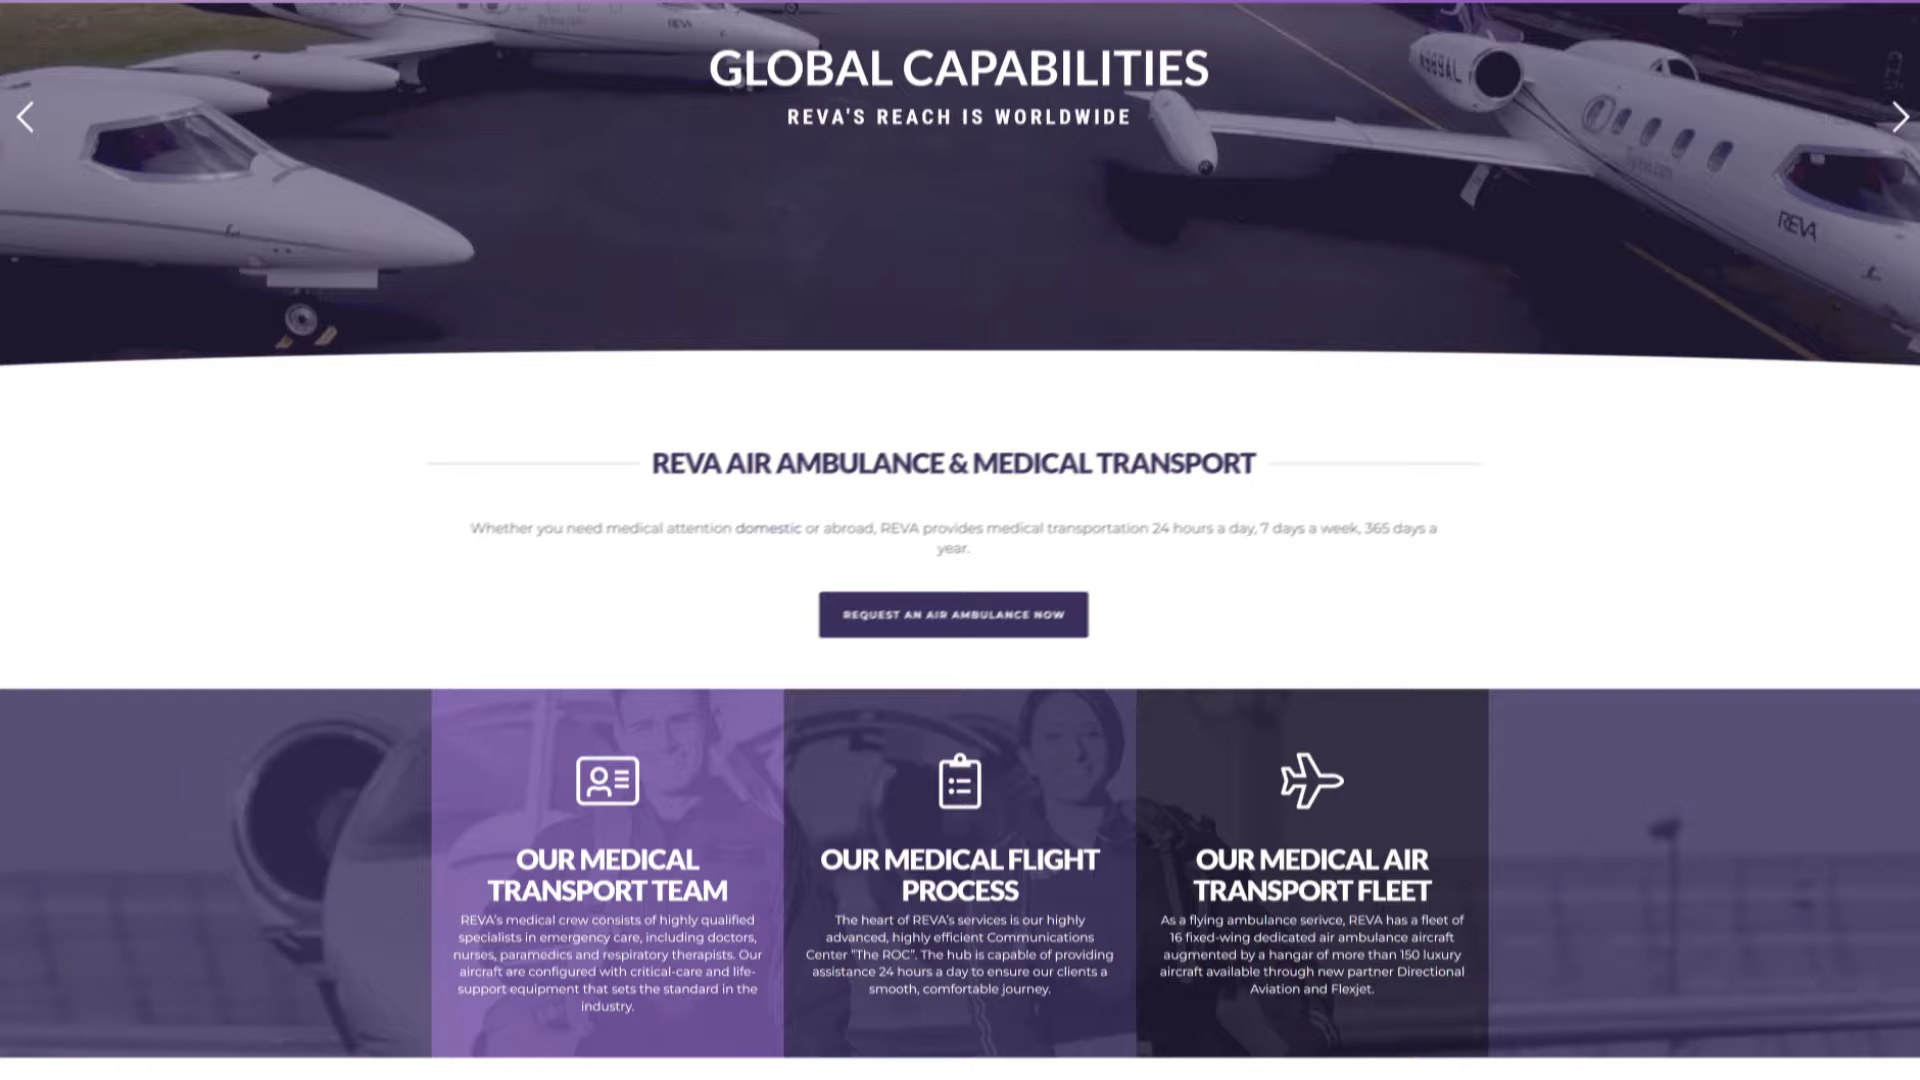 GLOBAL CAPABILITIES
REVA'S REACH IS WORLDWIDE
REVA
N989AL
REVA
REVA AIR AMBULANCE & MEDICAL TRANSPORT
Whether you need medical attention domestic or abroad, REVA provides medical transportation 24 hours a day, 7 days a week, 365 days a
year.
REQUEST AN AIR AMBULANCE NOW
OUR MEDICAL
TRANSPORT TEAM
REVA's medical crew consists of highly qualified
specialists in emergency care, including doctors,
nurses, paramedics and respiratory therapists. Our
aircraft are configured with critical-care and life-
support equipment that sets the standard in the
industry.
OUR MEDICAL FLIGHT
PROCESS
The heart of REVA's services is our highly
advanced, highly efficient Communications
Center "The ROC". The hub is capable of providing
assistance 24 hours a day to ensure our clients a
smooth, comfortable journey.
OUR MEDICAL AIR
TRANSPORT FLEET
As a flying ambulance serivce, REVA has a fleet of
16 fixed-wing dedicated air ambulance aircraft
augmented by a hangar of more than 150 luxury
aircraft available through new partner Directional
Aviation and Flexjet.